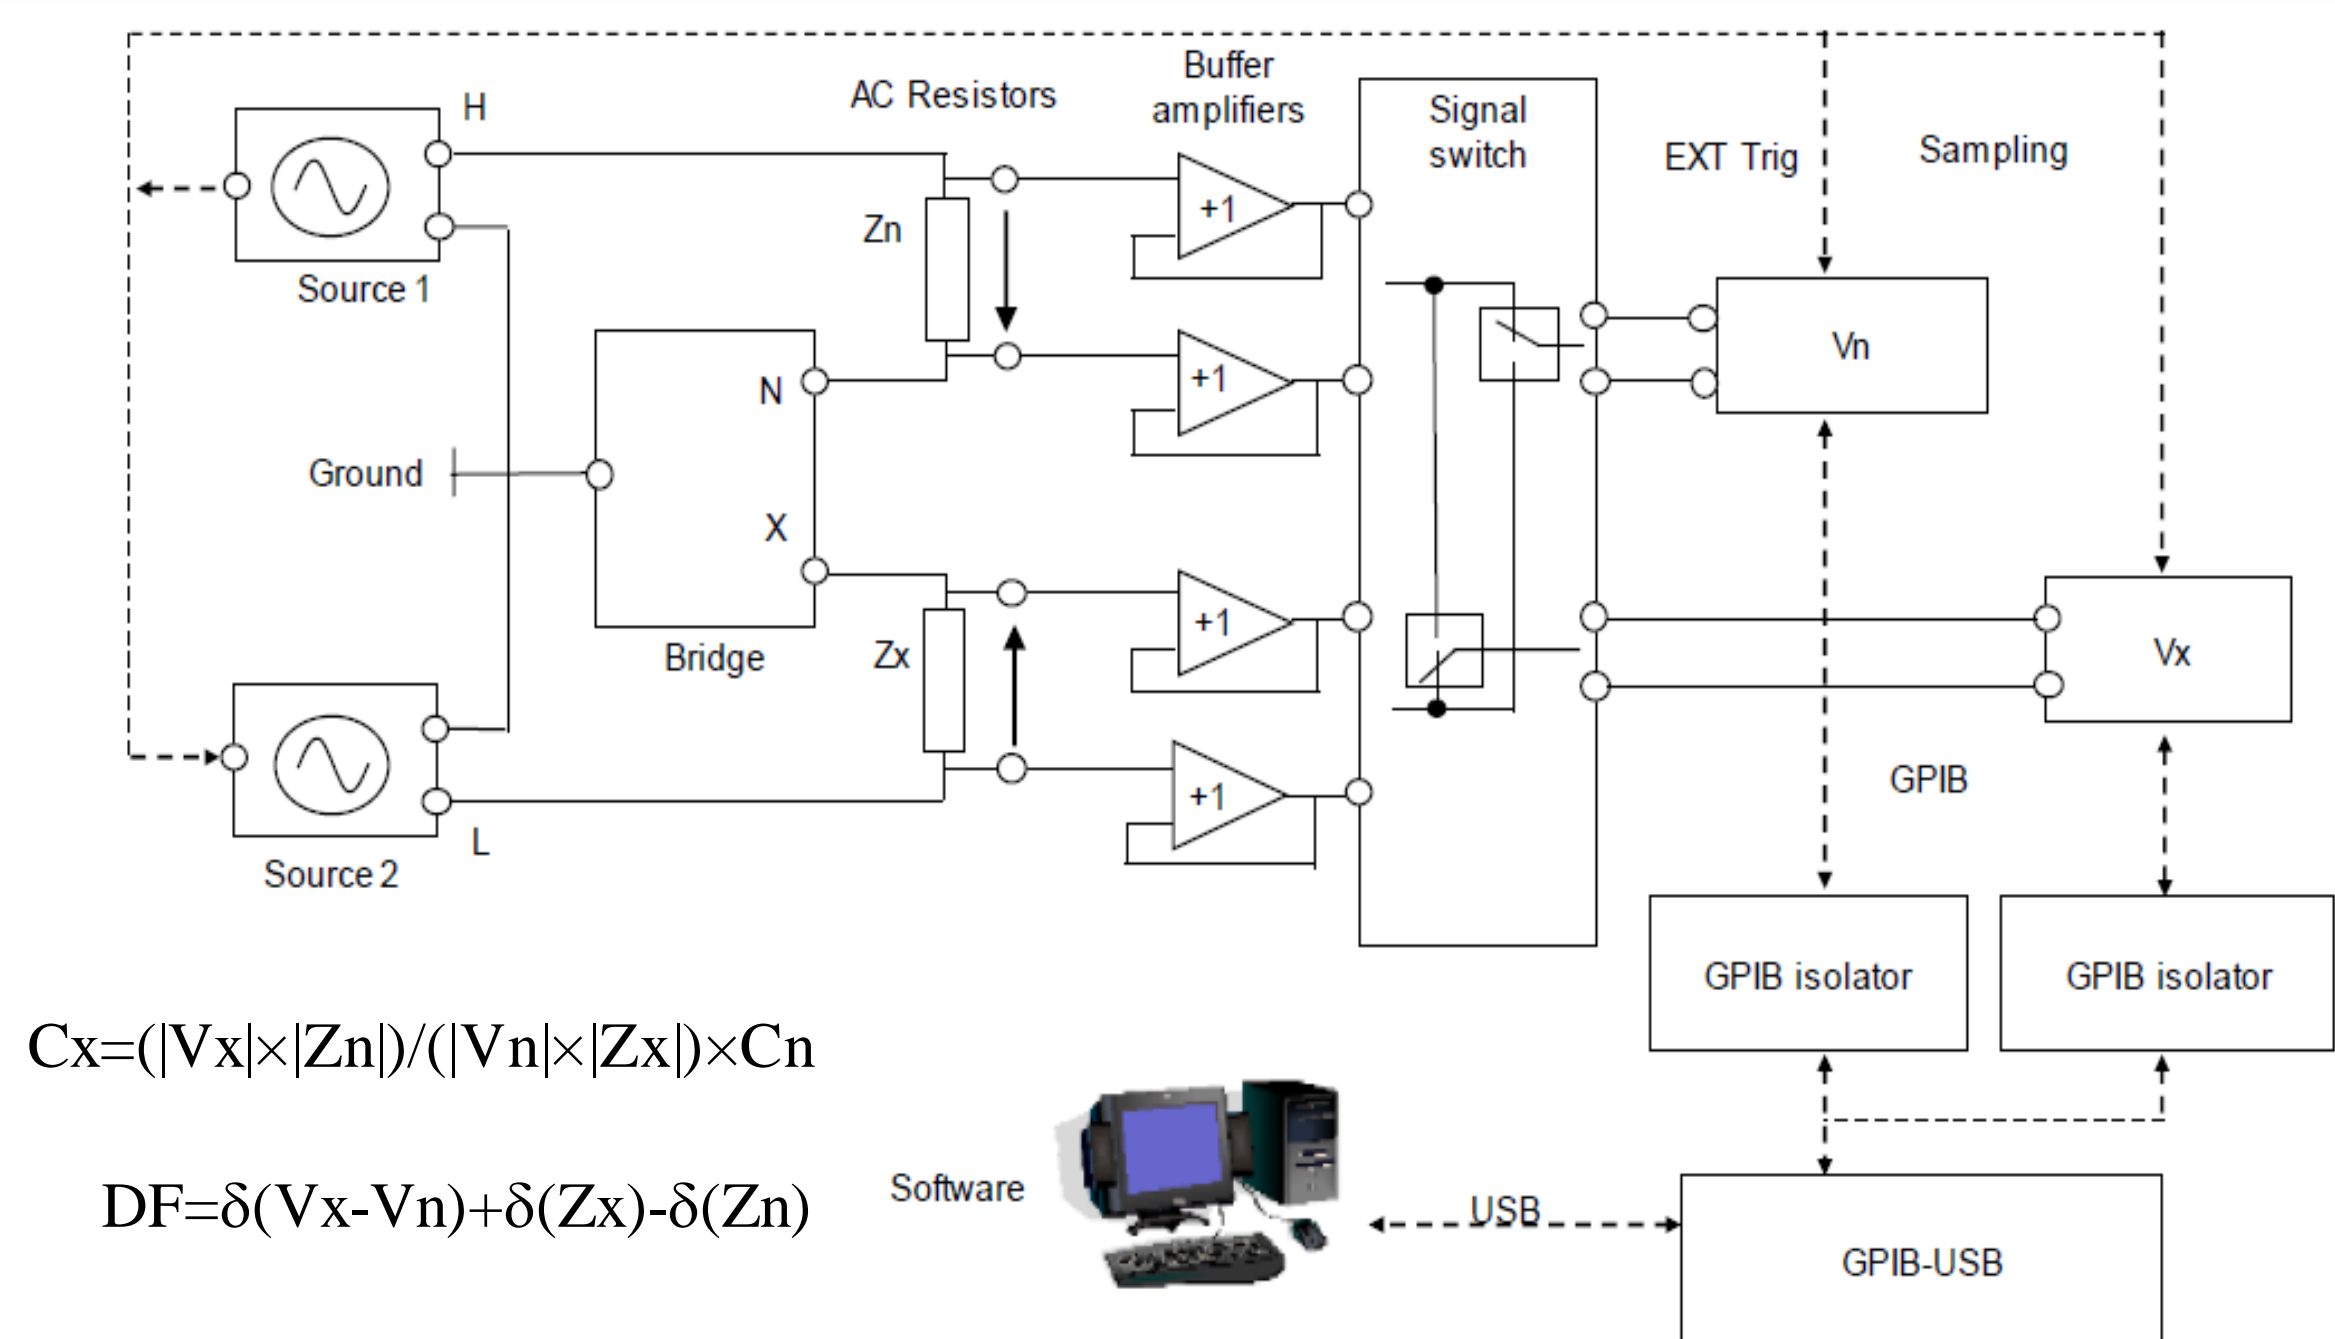 H
AC Resistors
Buffer
amplifiers
Signal
switch
EXT Trig
Sampling
Zn
+1
Source 1
N
+1
Vn
Ground
X
Zx
+1
Vx
Bridge
+1
GPIB
L
Source 2
GPIB isolator
GPIB isolator
Cx=(|Vx|×|Zn|)/(|Vn|×|Zx|)×Cn
DF=δ(Vx-Vn)+δ(Zx)-δ(Zn)
Software
USB
GPIB-USB